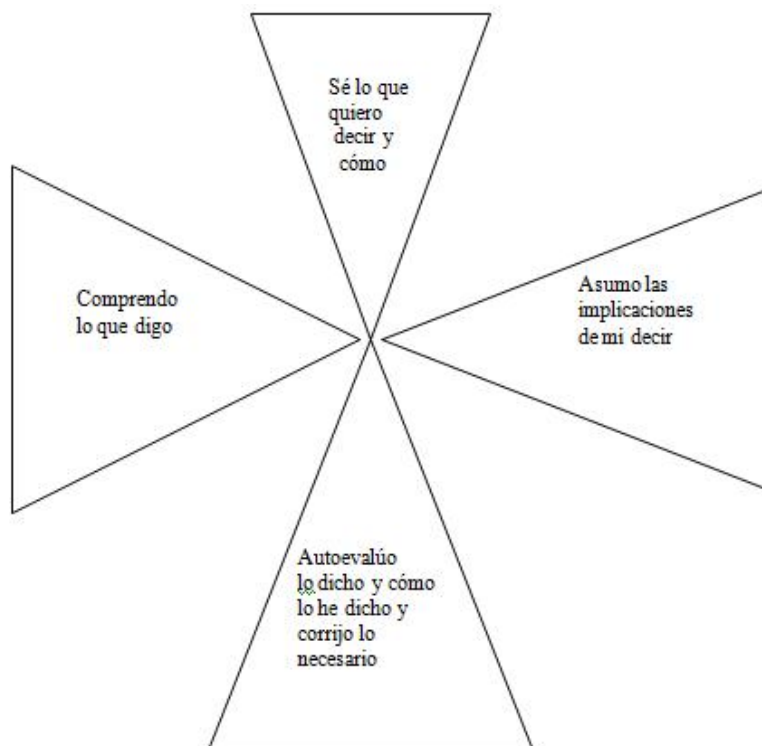 Sé lo que
quiero
decir y
cómo
Comprendo
lo que digo
Asumo las
implicaciones
de mi decir
Autoevalúo
lo dicho y cómo
lo he dicho y
corrijo lo
necesario